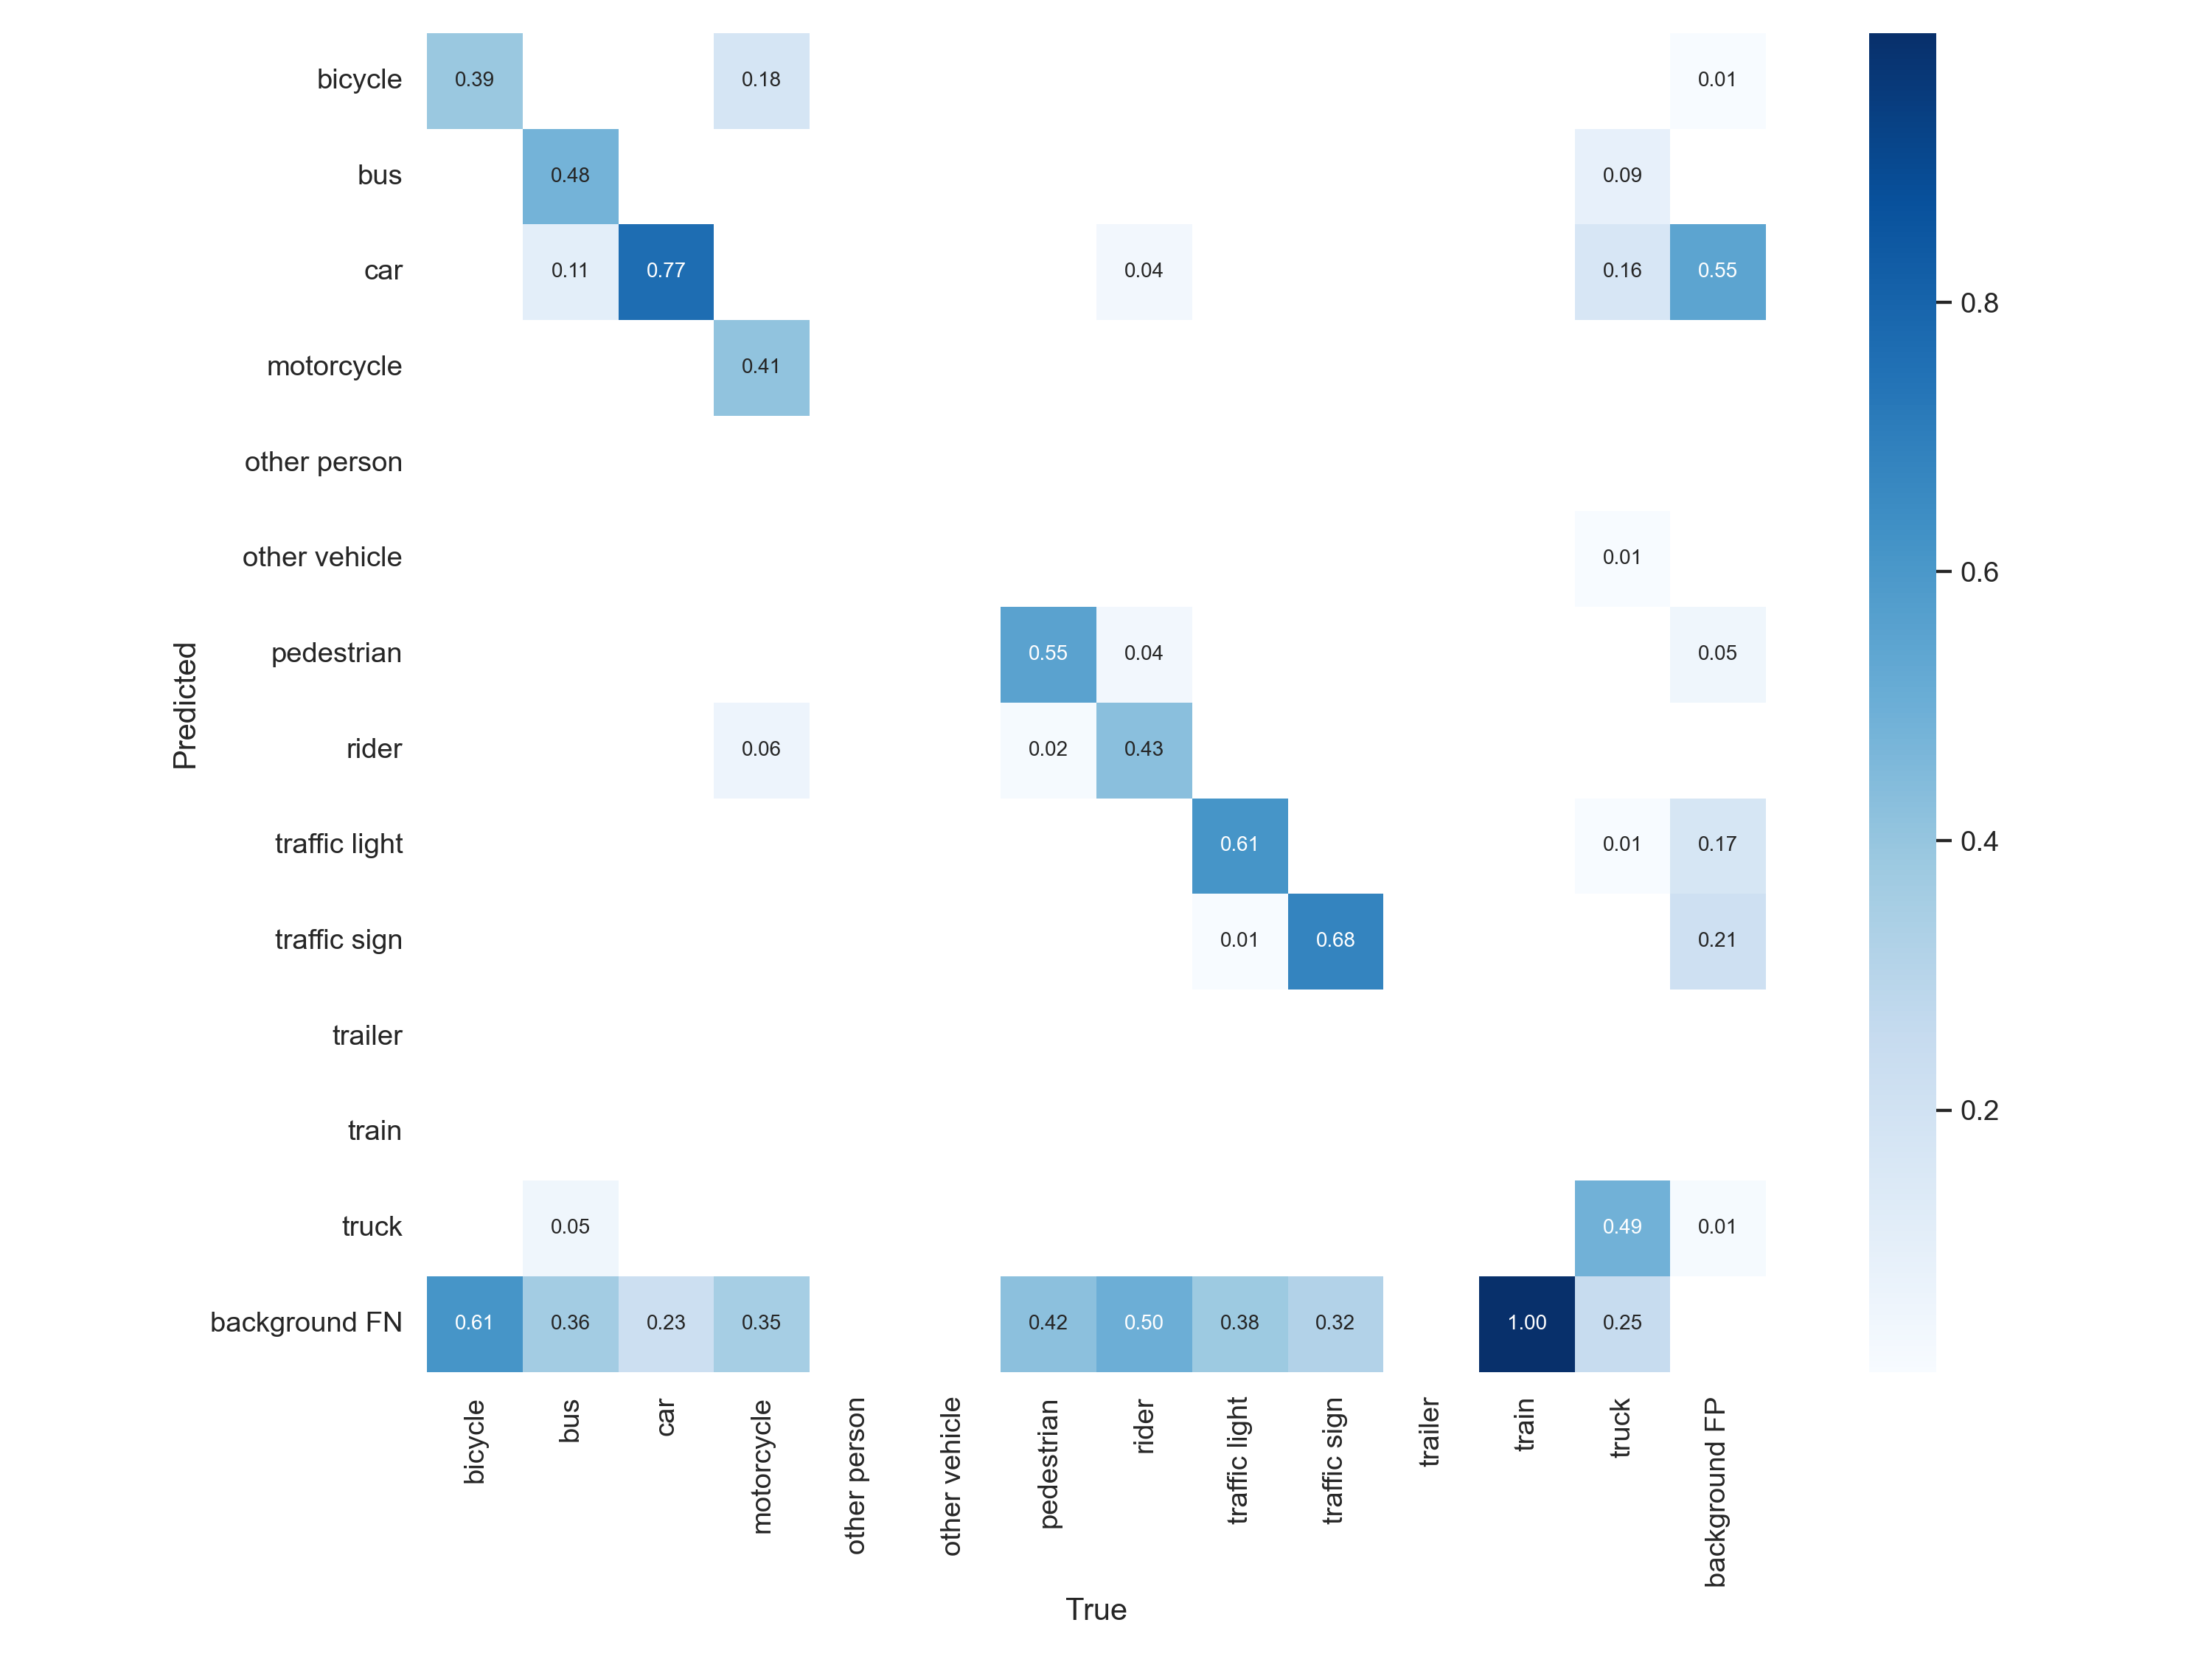 bicycle 0.39 0.18 0.01
bus 0.48 0.09
car 0.11 0.77 0.04 0.16 0.55
0.8
motorcycle 0.41
other person
other vehicle 0.01
0.6
pedestrian 0.55 0.04 0.05
Predicted
rider 0.06 0.02 0.43
traffic light 0.61 0.01 0.17
0.4
traffic sign 0.01 0.68 0.21
trailer
train
0.2
truck 0.05 0.49 0.01
background FN 0.61 0.36 0.23 0.35 0.42 0.50 0.38 0.32 1.00 0.25
bicycle
bus
car
motorcycle
other person
other vehicle
pedestrian
rider
traffic light
traffic sign
trailer
train
truck
background FP
True